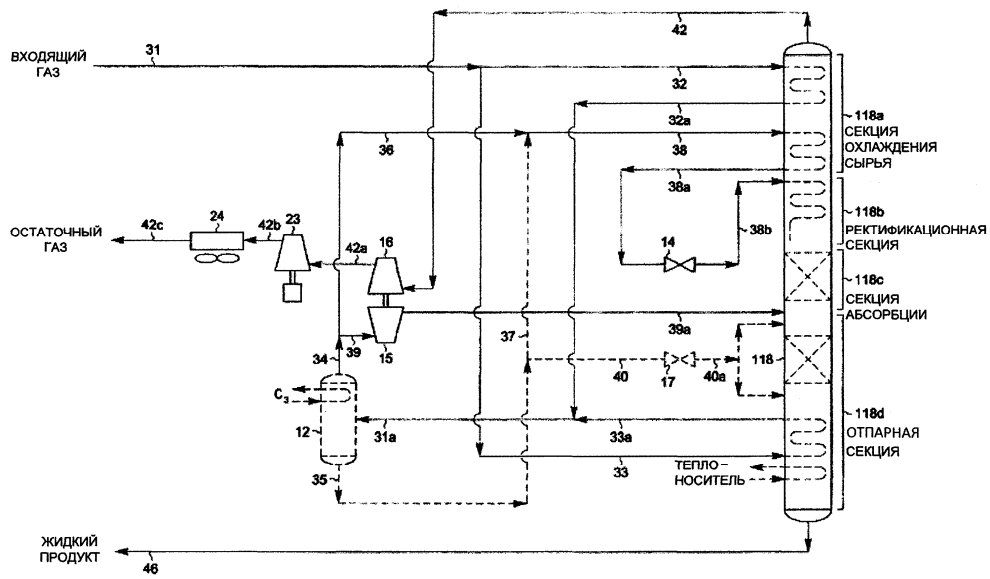 42
31
ВХОДЯЩИЙ
ГАЗ
32
32a
118a
СЕКЦИЯ
ОХЛАЖДЕНИЯ
СЫРЬЯ
36
38
38a
38b
118b
РЕКТИФИКАЦИОННАЯ
СЕКЦИЯ
ОСТАТОЧНЫЙ
ГАЗ
42c
24
42b
23
42a
16
14
118c
СЕКЦИЯ
АБСОРБЦИИ
39
15
39a
34
37
40
17
40a
118
118d
ОТПАРНАЯ
СЕКЦИЯ
C3
12
31a
33a
33
35
ТЕПЛО-
НОСИТЕЛЬ
ЖИДКИЙ
ПРОДУКТ
46